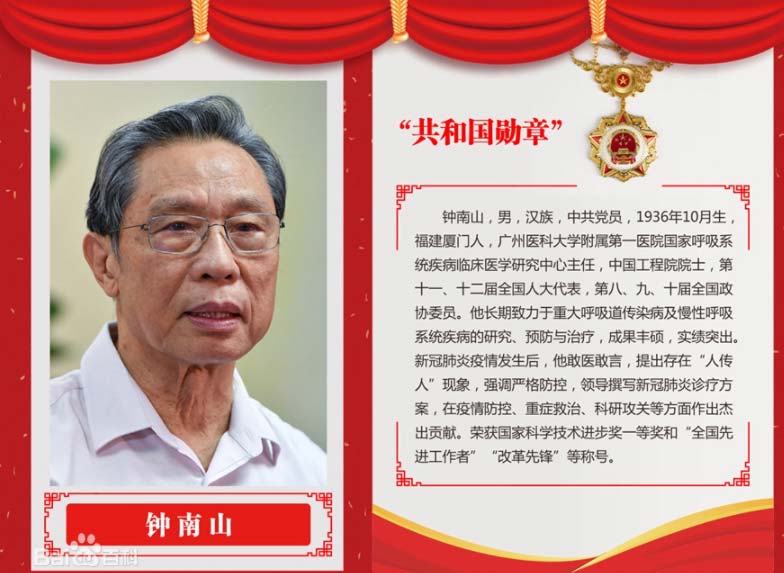 “共和国勋章”
钟南山，男，汉族，中共党员，1936年10月生，
福建厦门人，广州医科大学附属第一医院国家呼吸系
统疾病临床医学研究中心主任，中国工程院院士，第
十一、十二届全国人大代表，第八、九、十届全国政
协委员。他长期致力于重大呼吸道传染病及慢性呼吸
系统疾病的研究、预防与治疗，成果丰硕，实绩突出。
新冠肺炎疫情发生后，他敢医敢言，提出存在“人传
人”现象，强调严格防控，领导撰写新冠肺炎诊疗方
案，在疫情防控、重症救治、科研攻关等方面作出杰
出贡献。荣获国家科学技术进步奖一等奖和“全国先
进工作者”“改革先锋”等称号。
钟南山
Bai百科